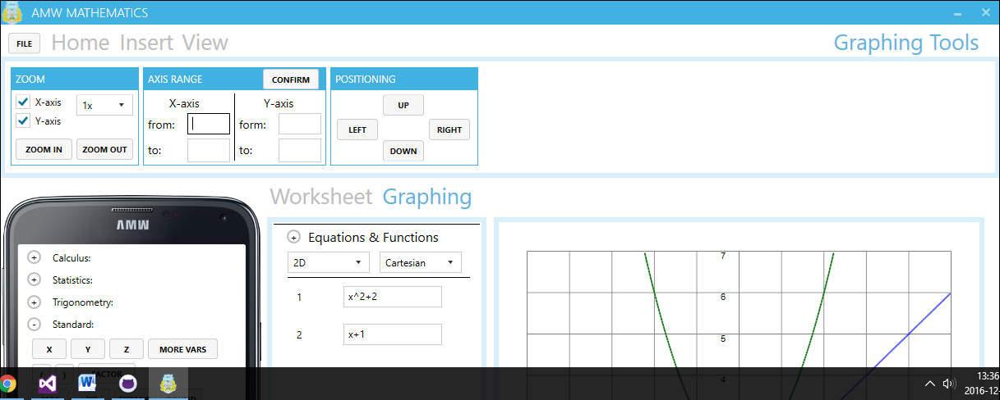 AMW MATHEMATICS
FILE Home Insert View Graphing Tools
ZOOM
X-axis 1x
Y-axis
ZOOM IN ZOOM OUT
AXIS RANGE CONFIRM
X-axis Y-axis
from: form:
to: to:
POSITIONING
UP
LEFT RIGHT
DOWN
Worksheet Graphing
AMW
+ Calculus:
+ Statistics:
+ Trigonometry:
- Standard:
X Y Z MORE VARS
( ) FACTOR
+ Equations & Functions
2D Cartesian
1 x^2+2
2 x+1
7
6
5
4
13:36
2016-12-